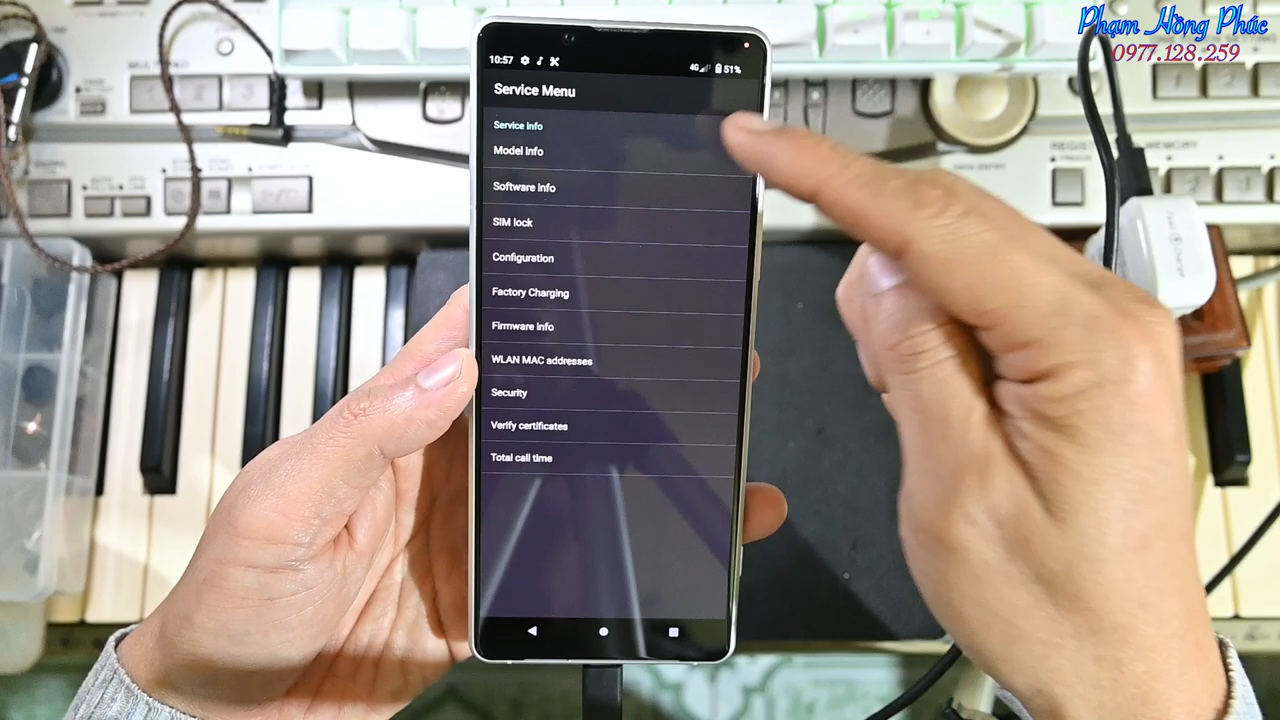 Phạm Hồng Phúc
0977.128.259
10:57
4G 51%
Service Menu
Service Info
Model info
Software info
SIM lock
Configuration
Factory Charging
Firmware info
WLAN MAC addresses
Security
Verify certificates
Total call time